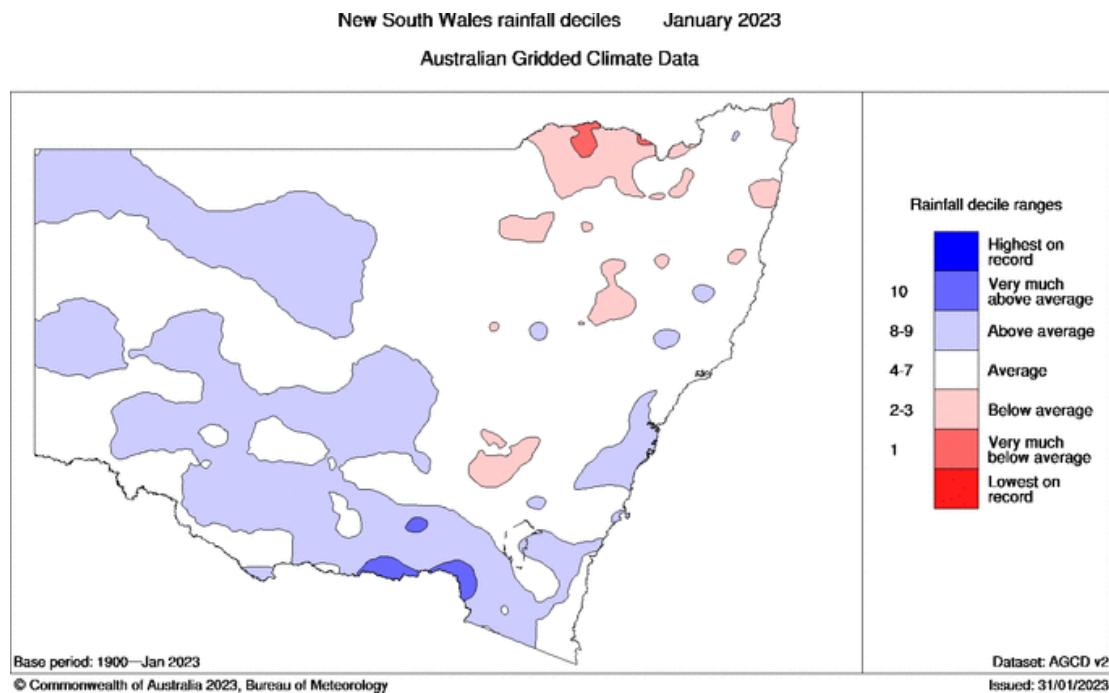 New South Wales rainfall deciles January 2023
Australian Gridded Climate Data
Rainfall decile ranges
Highest on
record
10 Very much
above average
8-9 Above average
4-7 Average
2-3 Below average
1 Very much
below average
Lowest on
record
Base period: 1900—Jan 2023
Dataset: AGCD v2
© Commonwealth of Australia 2023, Bureau of Meteorology
Issued: 31/01/2023